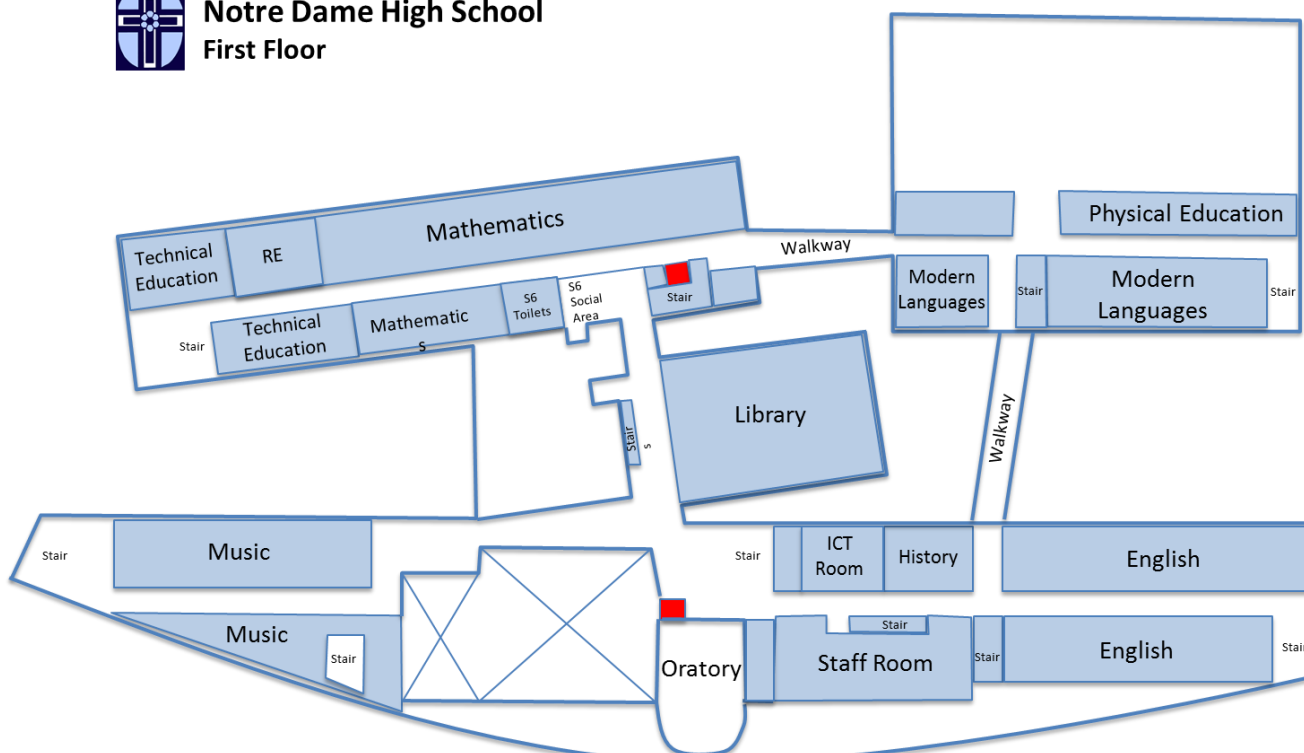 Notre Dame High School
First Floor
Mathematics
Physical Education
Technical
Education
RE
Walkway
Modern
Languages
Stair
Modern
Languages
Stair
S6
Social
Area
Stair
S6
Toilets
Technical
Education
Mathematic
s
Stair
Library
Stair
s
Walkway
Stair
Music
Stair
ICT
Room
History
English
Music
Stair
Oratory
Stair
Staff Room
Stair
English
Stair